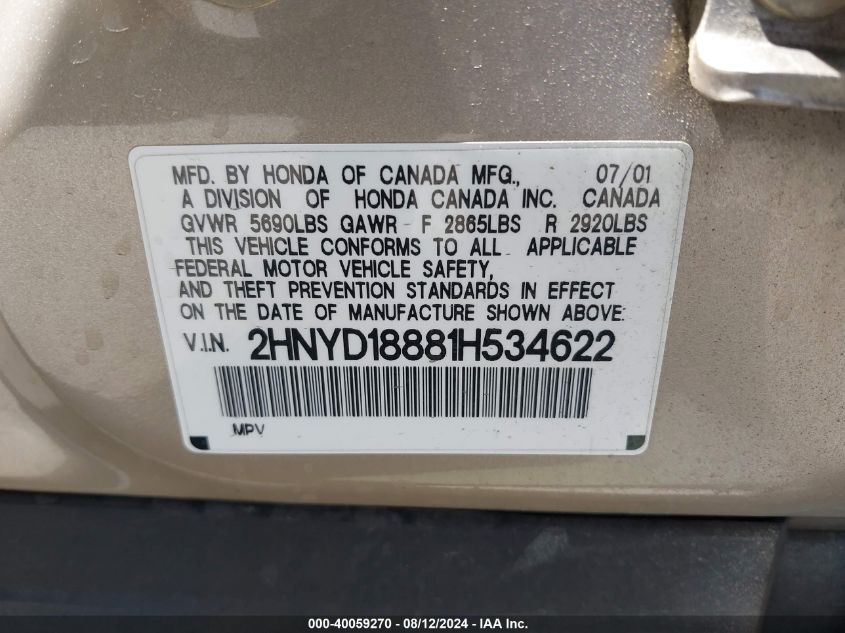 MFD. BY HONDA OF CANADA MFG., 07/01
A DIVISION OF HONDA CANADA INC. CANADA
GVWR 5690LBS GAWR F 2865LBS R 2920LBS
THIS VEHICLE CONFORMS TO ALL APPLICABLE
FEDERAL MOTOR VEHICLE SAFETY,
AND THEFT PREVENTION STANDARDS IN EFFECT
ON THE DATE OF MANUFACTURE SHOWN ABOVE:
V.I.N. 2HNYD18881H534622
MPV
000-40059270 - 08/12/2024 - IAA Inc.